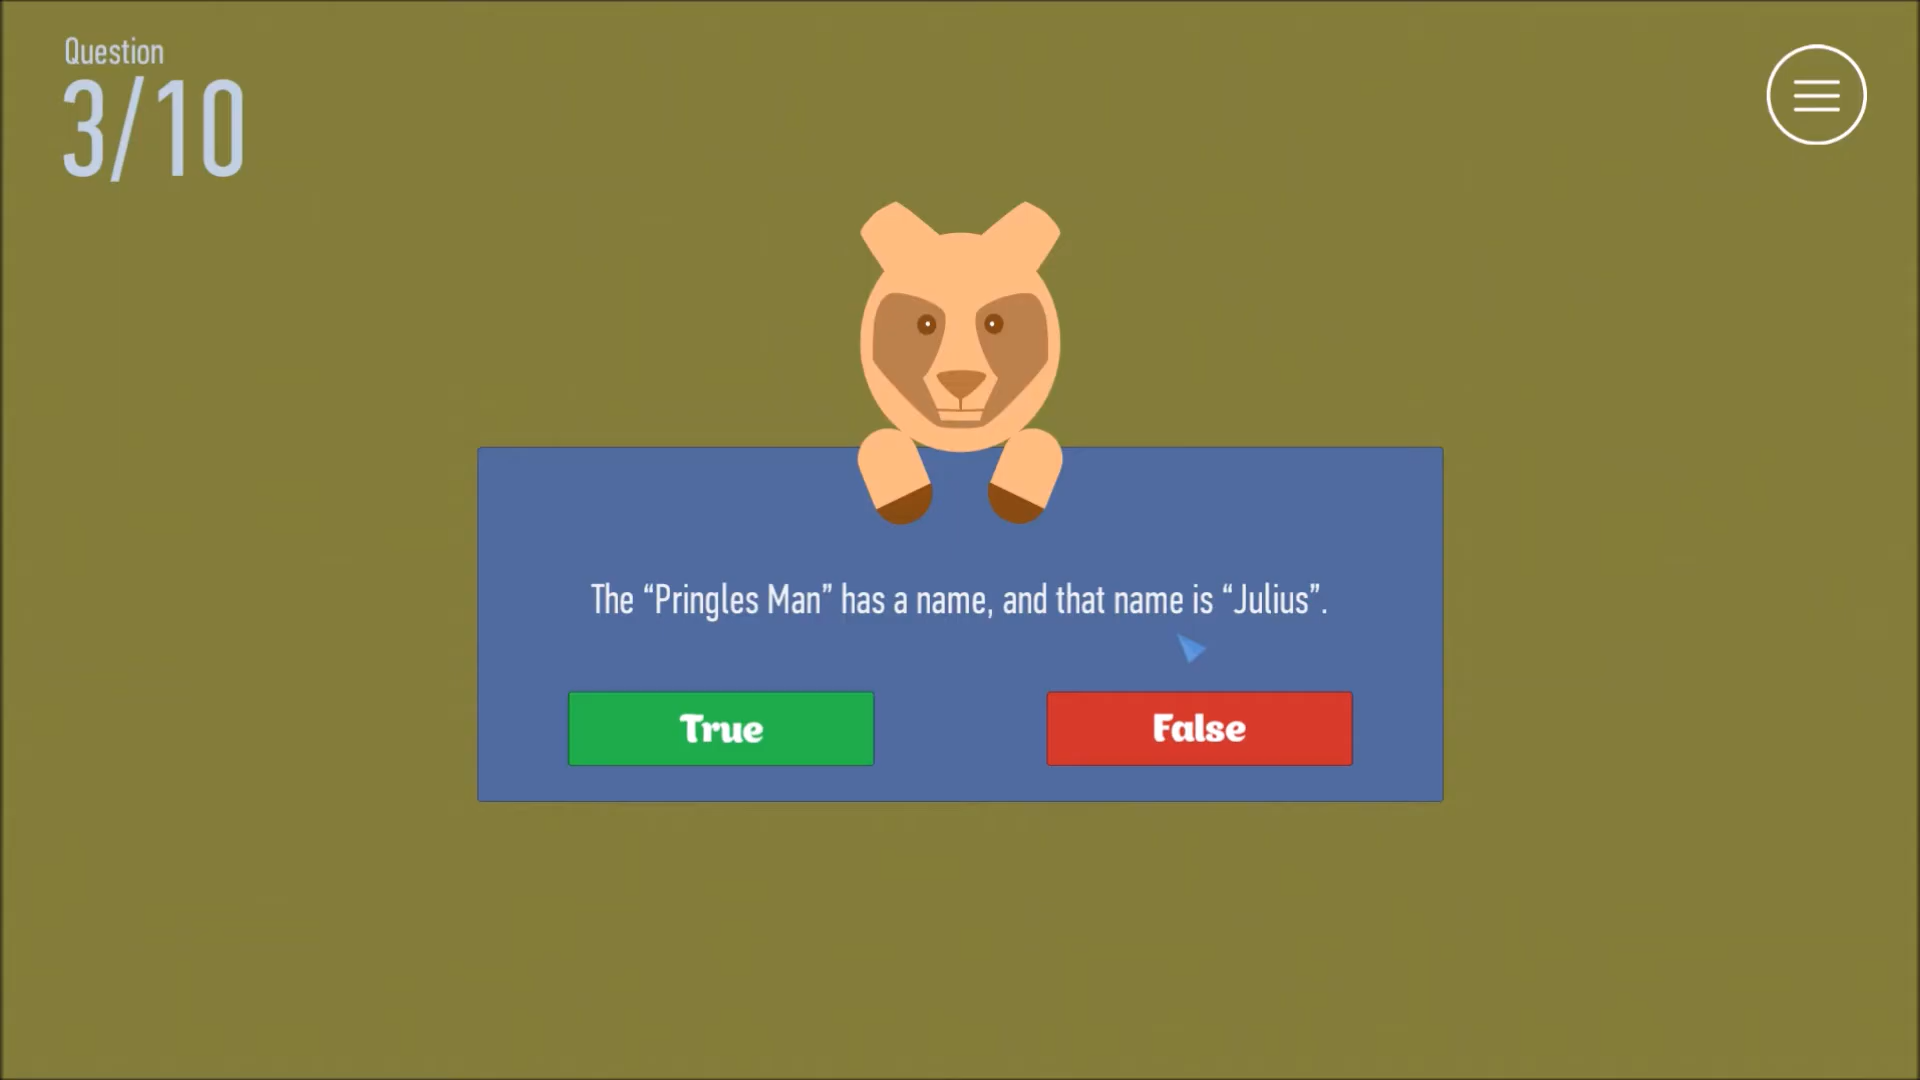 Question
3/10
The “Pringles Man” has a name, and that name is “Julius”.
True
False